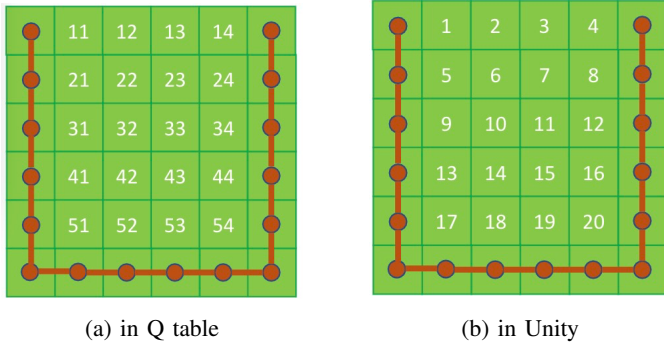 11 12 13 14
21 22 23 24
31 32 33 34
41 42 43 44
51 52 53 54
(a) in Q table
1 2 3 4
5 6 7 8
9 10 11 12
13 14 15 16
17 18 19 20
(b) in Unity